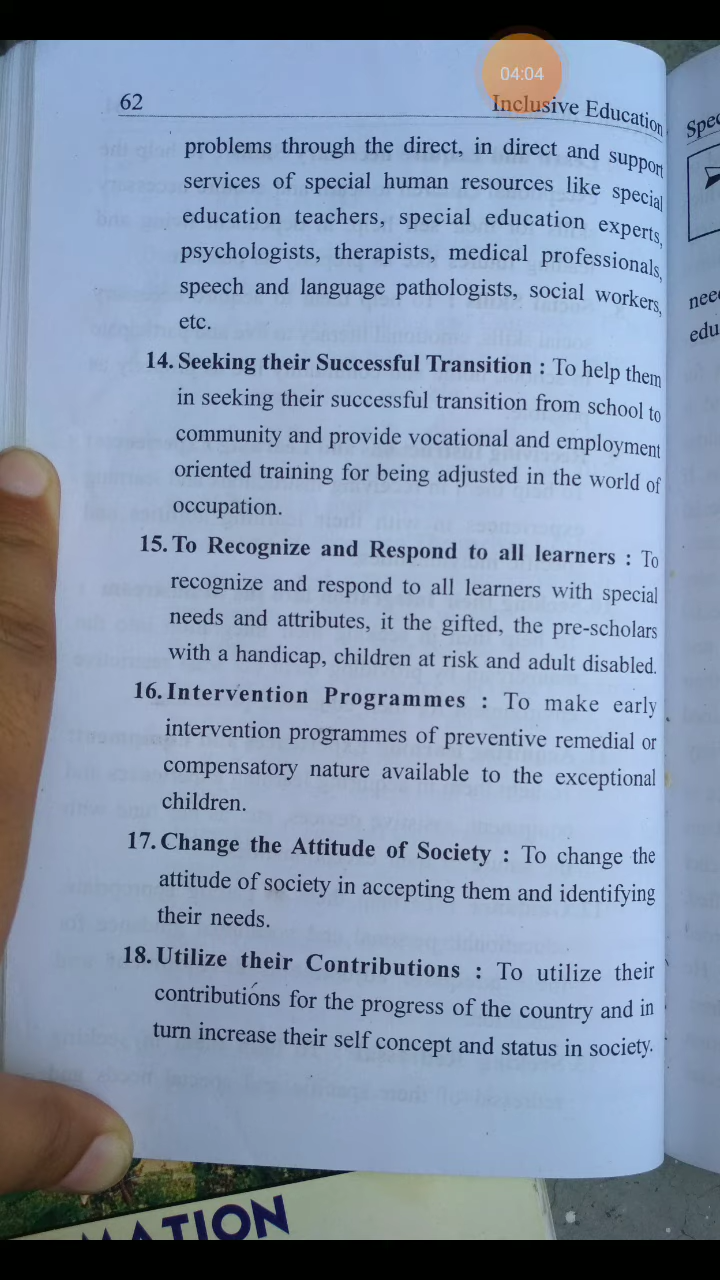 04:04
62 Inclusive Education
problems through the direct, in direct and support
services of special human resources like special
education teachers, special education experts,
psychologists, therapists, medical professionals,
speech and language pathologists, social workers,
etc.
14. Seeking their Successful Transition : To help them
in seeking their successful transition from school to
community and provide vocational and employment
oriented training for being adjusted in the world of
occupation.
15. To Recognize and Respond to all learners : To
recognize and respond to all learners with special
needs and attributes, it the gifted, the pre-scholars
with a handicap, children at risk and adult disabled.
16. Intervention Programmes : To make early
intervention programmes of preventive remedial or
compensatory nature available to the exceptional
children.
17. Change the Attitude of Society : To change the
attitude of society in accepting them and identifying
their needs.
18. Utilize their Contributions : To utilize their
contributions for the progress of the country and in
turn increase their self concept and status in society.